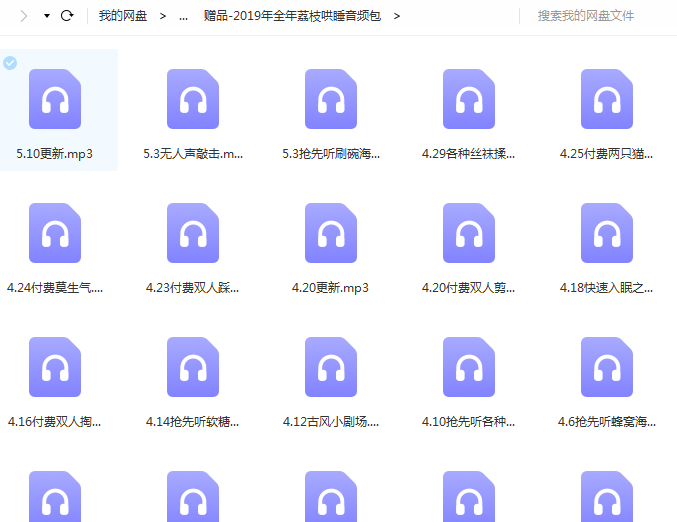 我的网盘 > ... 赠品-2019年全年荔枝哄睡音频包 > 搜索我的网盘文件
5.10更新.mp3 5.3无人声敲击.m... 5.3抢先听刷碗海... 4.29各种丝袜揉... 4.25付费两只猫...
4.24付费莫生气.... 4.23付费双人踩... 4.20更新.mp3 4.20付费双人剪... 4.18快速入眠之...
4.16付费双人掏... 4.14抢先听软糖... 4.12古风小剧场.... 4.10抢先听各种... 4.6抢先听蜂窝海...